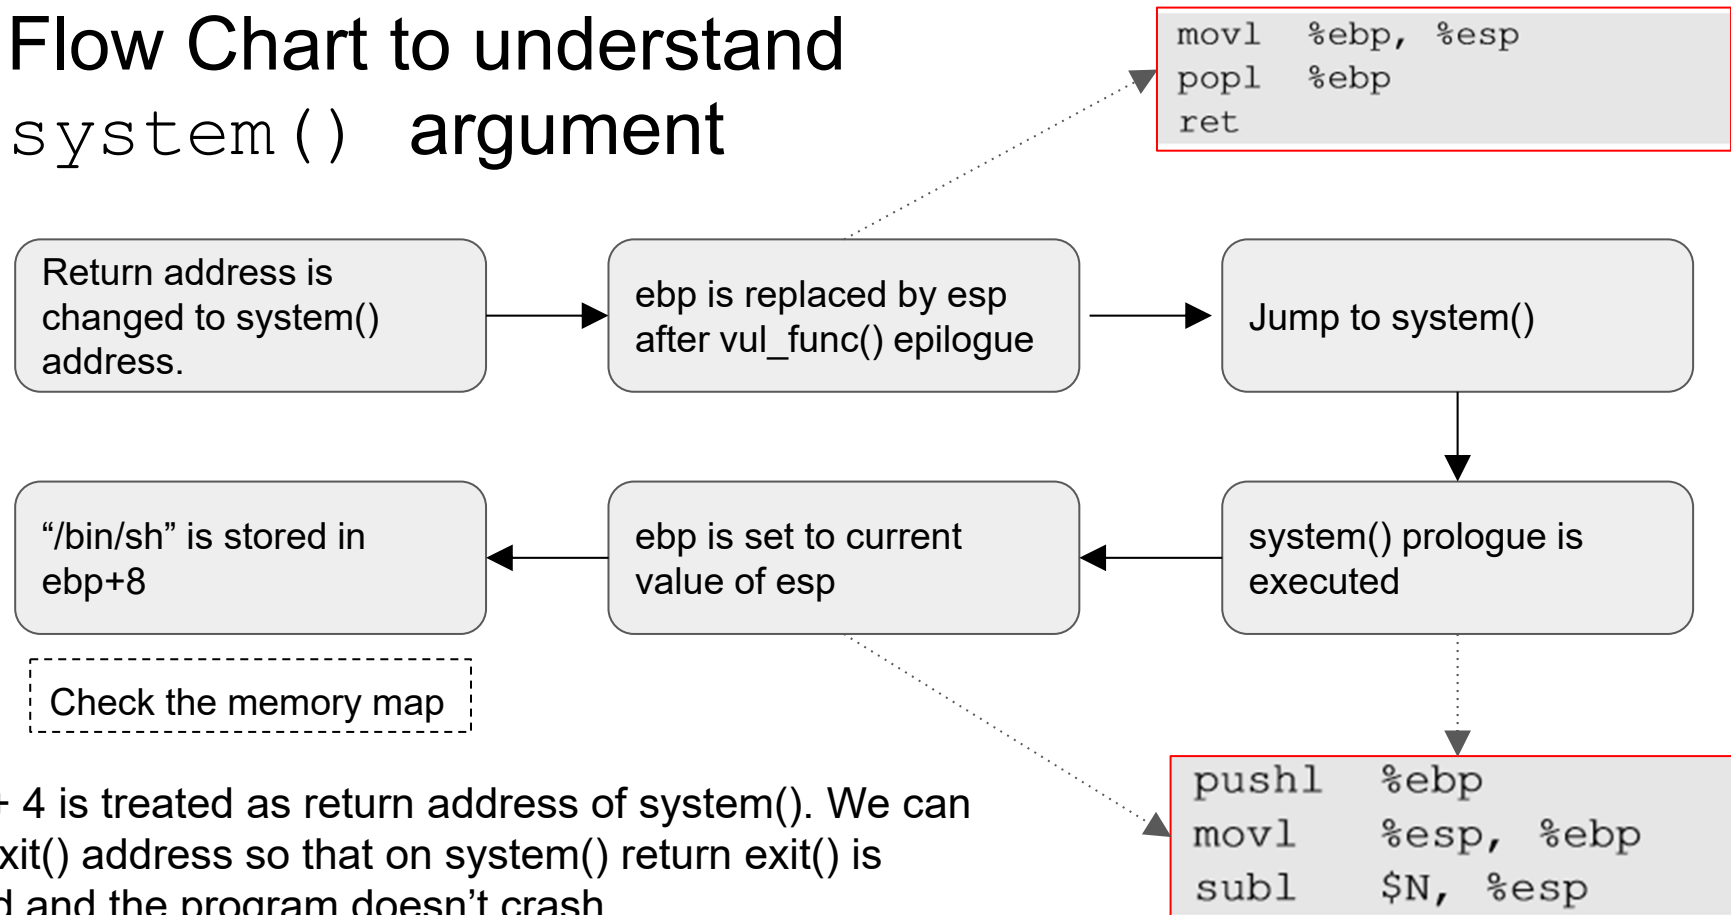 Flow Chart to understand
system() argument
movl %ebp, %esp
popl %ebp
ret
Return address is
changed to system()
address.
ebp is replaced by esp
after vul_func() epilogue
Jump to system()
“/bin/sh” is stored in
ebp+8
ebp is set to current
value of esp
system() prologue is
executed
Check the memory map
+ 4 is treated as return address of system(). We can
exit() address so that on system() return exit() is
and the program doesn’t crash
pushl %ebp
movl %esp, %ebp
subl $N, %esp